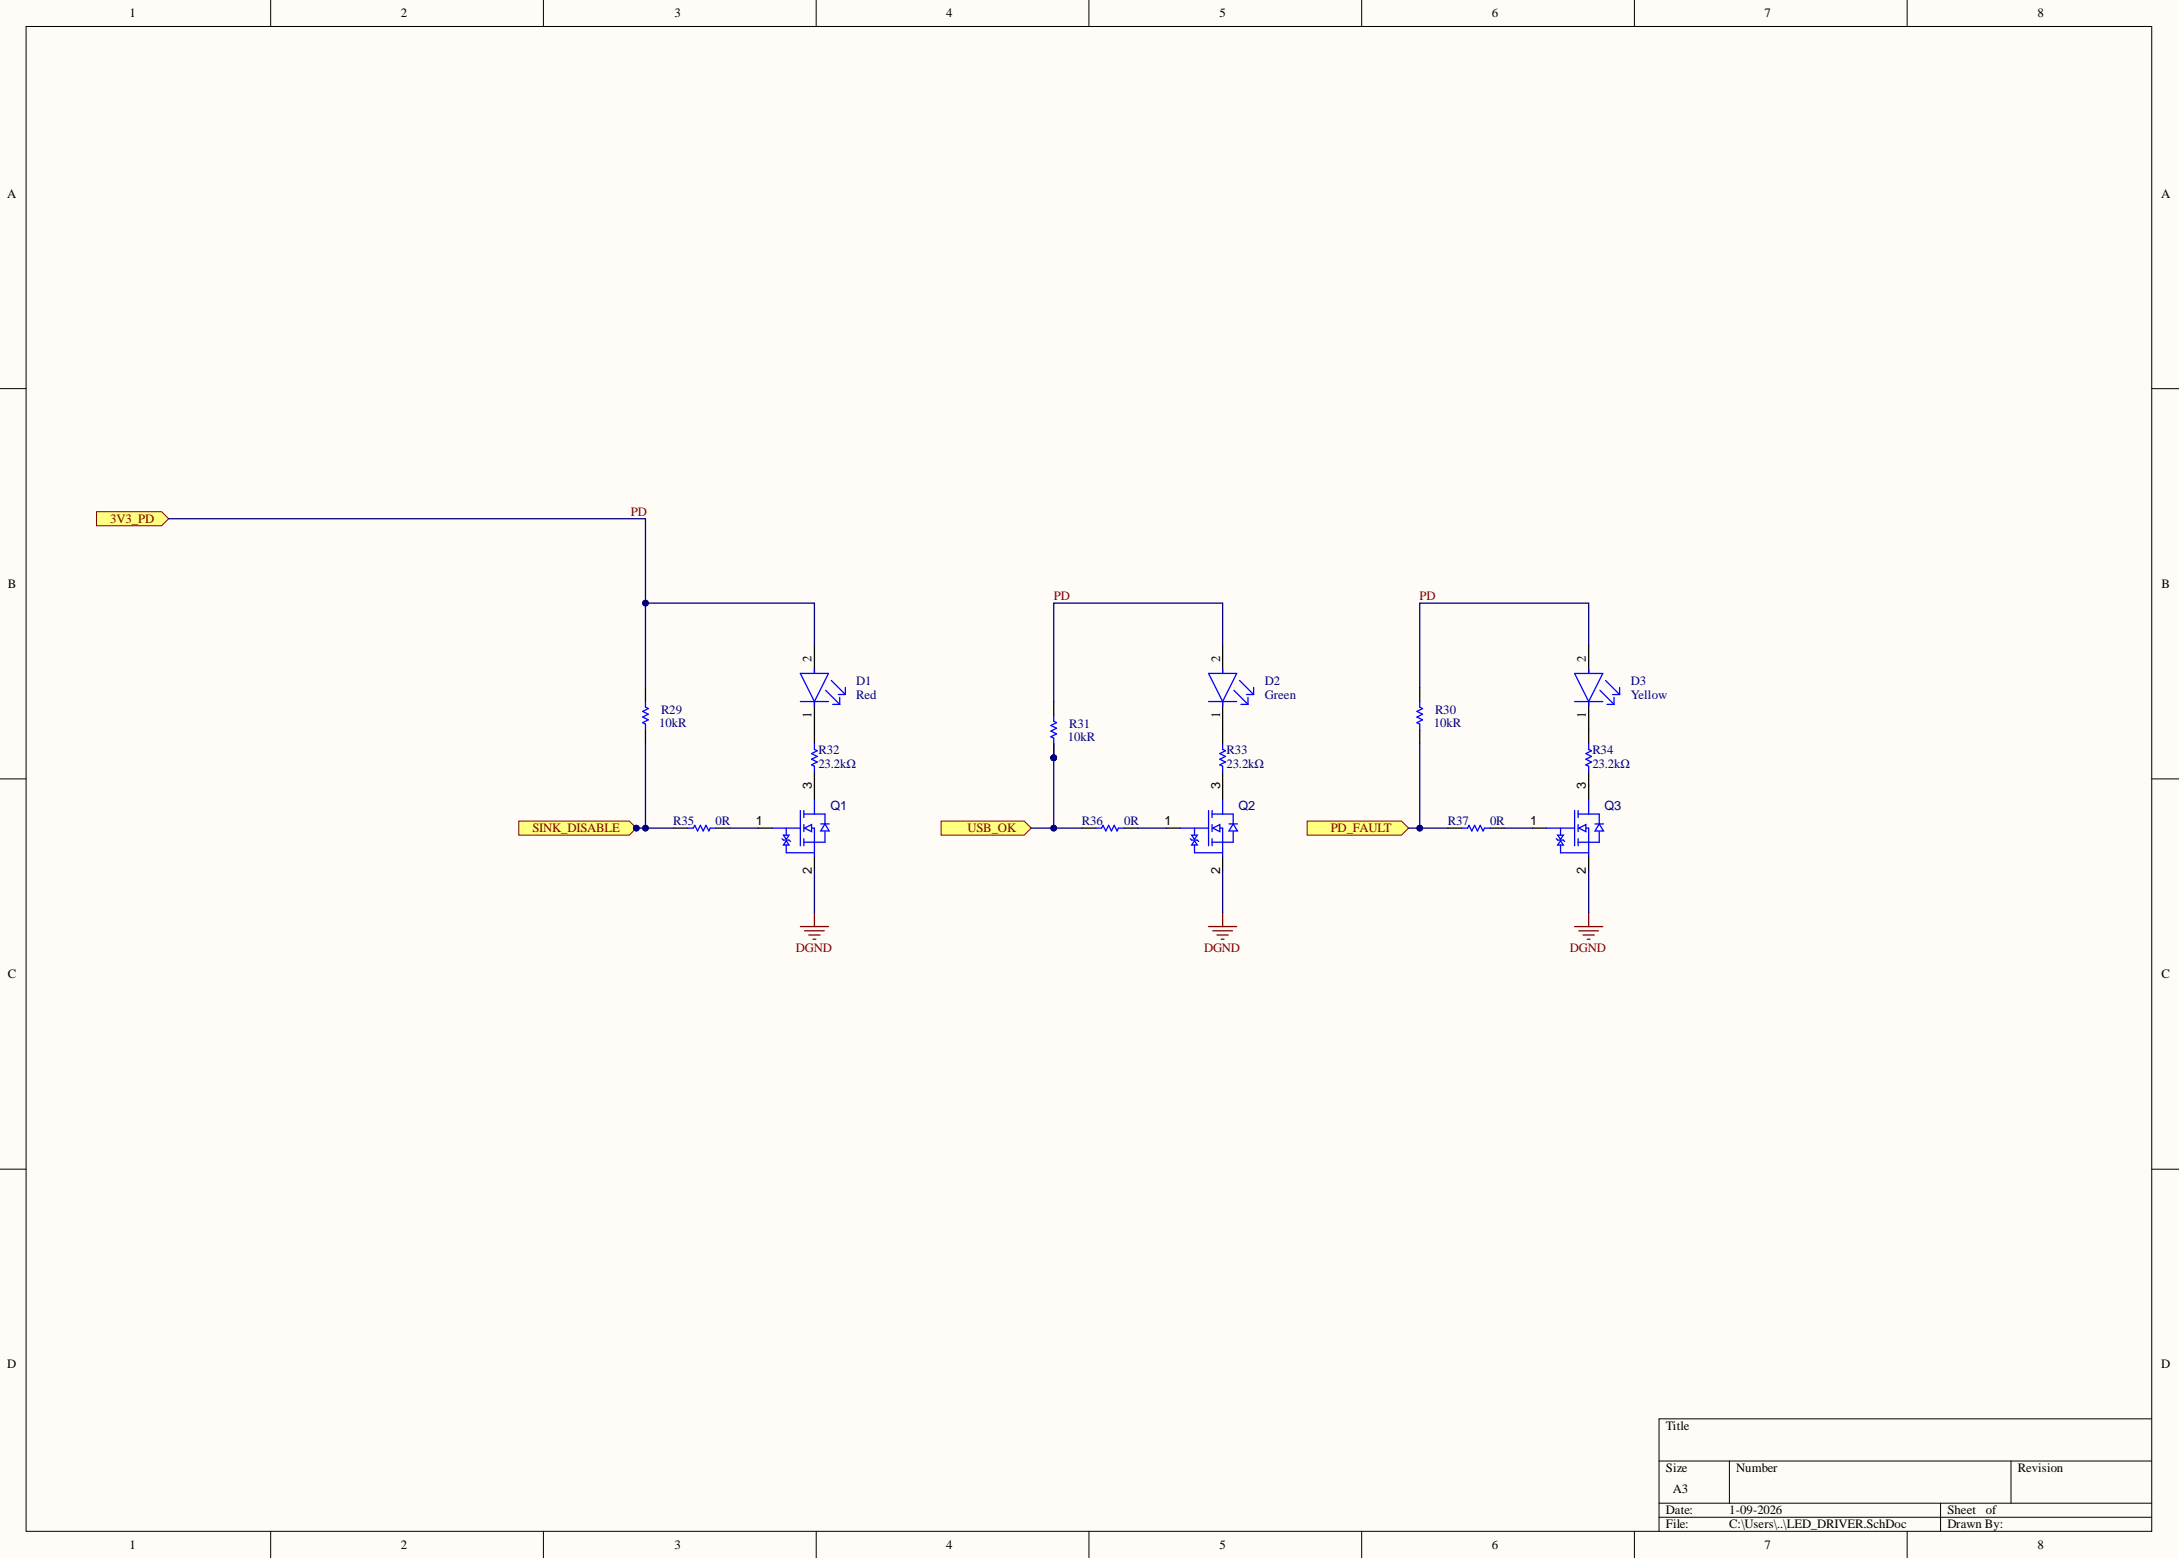 1 2 3 4 5 6 7 8
A A
3V3_PD PD
B B
PD PD
2 2 2
D1 D2 D3
Red Green Yellow
1 1 1
R29 R31 R30
10kR 10kR 10kR
R32 R33 R34
23.2kΩ 23.2kΩ 23.2kΩ
3 3 3
Q1 Q2 Q3
SINK_DISABLE R35 0R 1 USB_OK R36 0R 1 PD_FAULT R37 0R 1
2 2 2
DGND DGND DGND
C C
D D
Title
Size Number Revision
A3
Date: 1-09-2026 Sheet of
File: C:\Users\..\LED_DRIVER.SchDoc Drawn By:
1 2 3 4 5 6 7 8